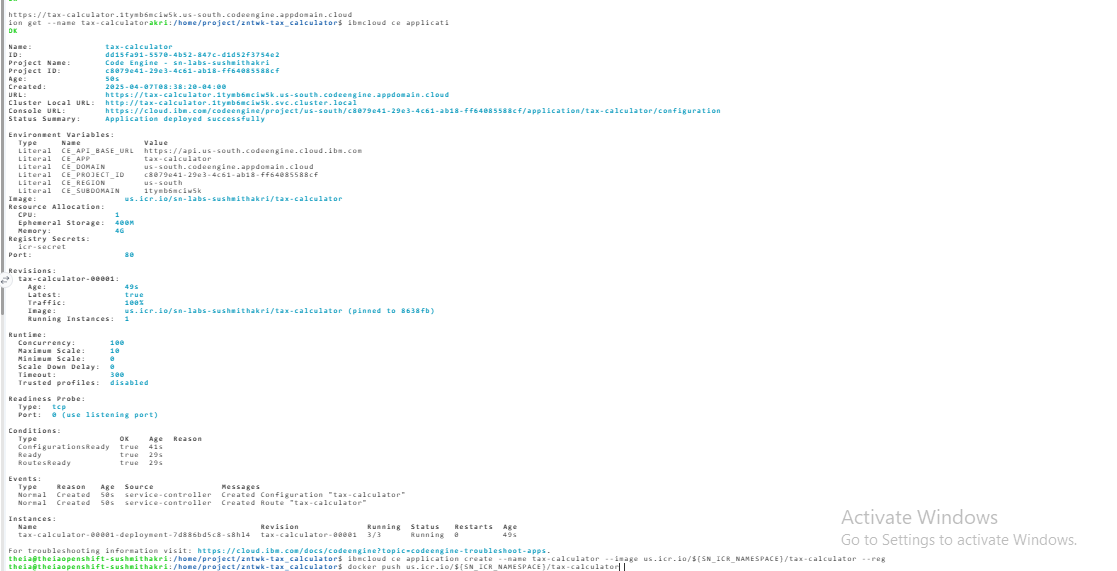 OK
https://tax-calculator.1tymb6mciw5k.us-south.codeengine.appdomain.cloud
ion get --name tax-calculatorakri:/home/project/zntwk-tax_calculator$ ibmcloud ce applicati
OK
Name: tax-calculator
ID: dd15fa91-5570-4b52-847c-d1d52f3754e2
Project Name: Code Engine - sn-labs-sushmithakri
Project ID: c8079e41-29e3-4c61-ab18-ff64085588cf
Age: 50s
Created: 2025-04-07T08:38:20-04:00
URL: https://tax-calculator.1tymb6mciw5k.us-south.codeengine.appdomain.cloud
Cluster Local URL: http://tax-calculator.1tymb6mciw5k.svc.cluster.local
Console URL: https://cloud.ibm.com/codeengine/project/us-south/c8079e41-29e3-4c61-ab18-ff64085588cf/application/tax-calculator/configuration
Status Summary: Application deployed successfully
Environment Variables:
Type Name Value
Literal CE_API_BASE_URL https://api.us-south.codeengine.cloud.ibm.com
Literal CE_APP tax-calculator
Literal CE_DOMAIN us-south.codeengine.appdomain.cloud
Literal CE_PROJECT_ID c8079e41-29e3-4c61-ab18-ff64085588cf
Literal CE_REGION us-south
Literal CE_SUBDOMAIN 1tymb6mciw5k
Image: us.icr.io/sn-labs-sushmithakri/tax-calculator
Resource Allocation:
CPU: 1
Ephemeral Storage: 400M
Memory: 4G
Registry Secrets:
icr-secret
Port: 80
Revisions:
tax-calculator-00001:
Age: 49s
Latest: true
Traffic: 100%
Image: us.icr.io/sn-labs-sushmithakri/tax-calculator (pinned to 8638fb)
Running Instances: 1
Runtime:
Concurrency: 100
Maximum Scale: 10
Minimum Scale: 0
Scale Down Delay: 0
Timeout: 300
Trusted profiles: disabled
Readiness Probe:
Type: tcp
Port: 0 (use listening port)
Conditions:
Type OK Age Reason
ConfigurationsReady true 41s
Ready true 29s
RoutesReady true 29s
Events:
Type Reason Age Source Messages
Normal Created 50s service-controller Created Configuration "tax-calculator"
Normal Created 50s service-controller Created Route "tax-calculator"
Instances:
Name Revision Running Status Restarts Age
tax-calculator-00001-deployment-7d886bd5c8-s8hl4 tax-calculator-00001 3/3 Running 0 49s
For troubleshooting information visit: https://cloud.ibm.com/docs/codeengine?topic=codeengine-troubleshoot-apps.
theia@theiaopenshift-sushmithakri:/home/project/zntwk-tax_calculator$ ibmcloud ce application create --name tax-calculator --image us.icr.io/${SN_ICR_NAMESPACE}/tax-calculator --reg
theia@theiaopenshift-sushmithakri:/home/project/zntwk-tax_calculator$ docker push us.icr.io/${SN_ICR_NAMESPACE}/tax-calculator
Activate Windows
Go to Settings to activate Windows.